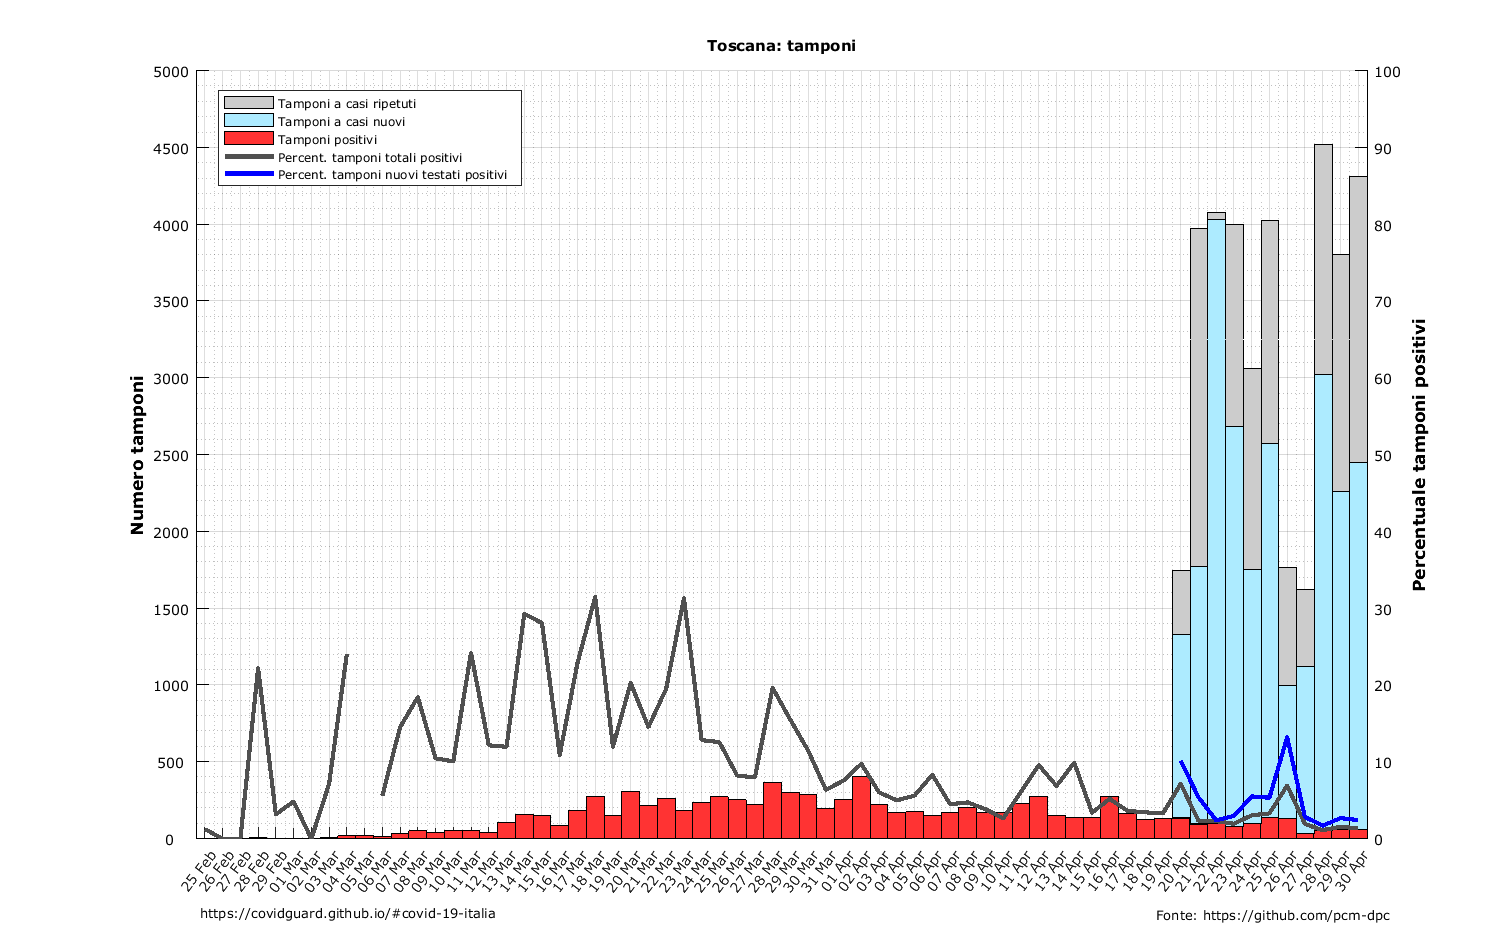 Toscana: tamponi
Tamponi a casi ripetuti
Tamponi a casi nuovi
Tamponi positivi
Percent. tamponi totali positivi
Percent. tamponi nuovi testati positivi
Numero tamponi
5000
4500
4000
3500
3000
2500
2000
1500
1000
500
0
100
90
80
70
60
50
40
30
20
10
0
Percentuale tamponi positivi
25 Feb
26 Feb
27 Feb
28 Feb
29 Feb
01 Mar
02 Mar
03 Mar
04 Mar
05 Mar
06 Mar
07 Mar
08 Mar
09 Mar
10 Mar
11 Mar
12 Mar
13 Mar
14 Mar
15 Mar
16 Mar
17 Mar
18 Mar
19 Mar
20 Mar
21 Mar
22 Mar
23 Mar
24 Mar
25 Mar
26 Mar
27 Mar
28 Mar
29 Mar
30 Mar
31 Mar
01 Apr
02 Apr
03 Apr
04 Apr
05 Apr
06 Apr
07 Apr
08 Apr
09 Apr
10 Apr
11 Apr
12 Apr
13 Apr
14 Apr
15 Apr
16 Apr
17 Apr
18 Apr
19 Apr
20 Apr
21 Apr
22 Apr
23 Apr
24 Apr
25 Apr
26 Apr
27 Apr
28 Apr
29 Apr
30 Apr
https://covidguard.github.io/#covid-19-italia
Fonte: https://github.com/pcm-dpc